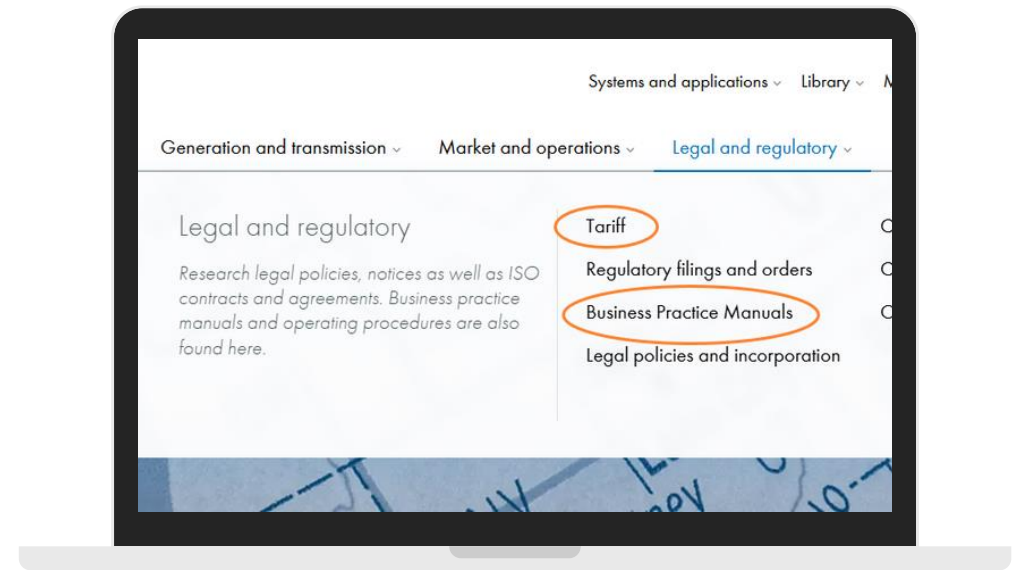 Systems and applications
Library
Generation and transmission
Market and operations
Legal and regulatory
Legal and regulatory
Research legal policies, notices as well as ISO
contracts and agreements. Business practice
manuals and operating procedures are also
found here.
Tariff
Regulatory filings and orders
Business Practice Manuals
Legal policies and incorporation